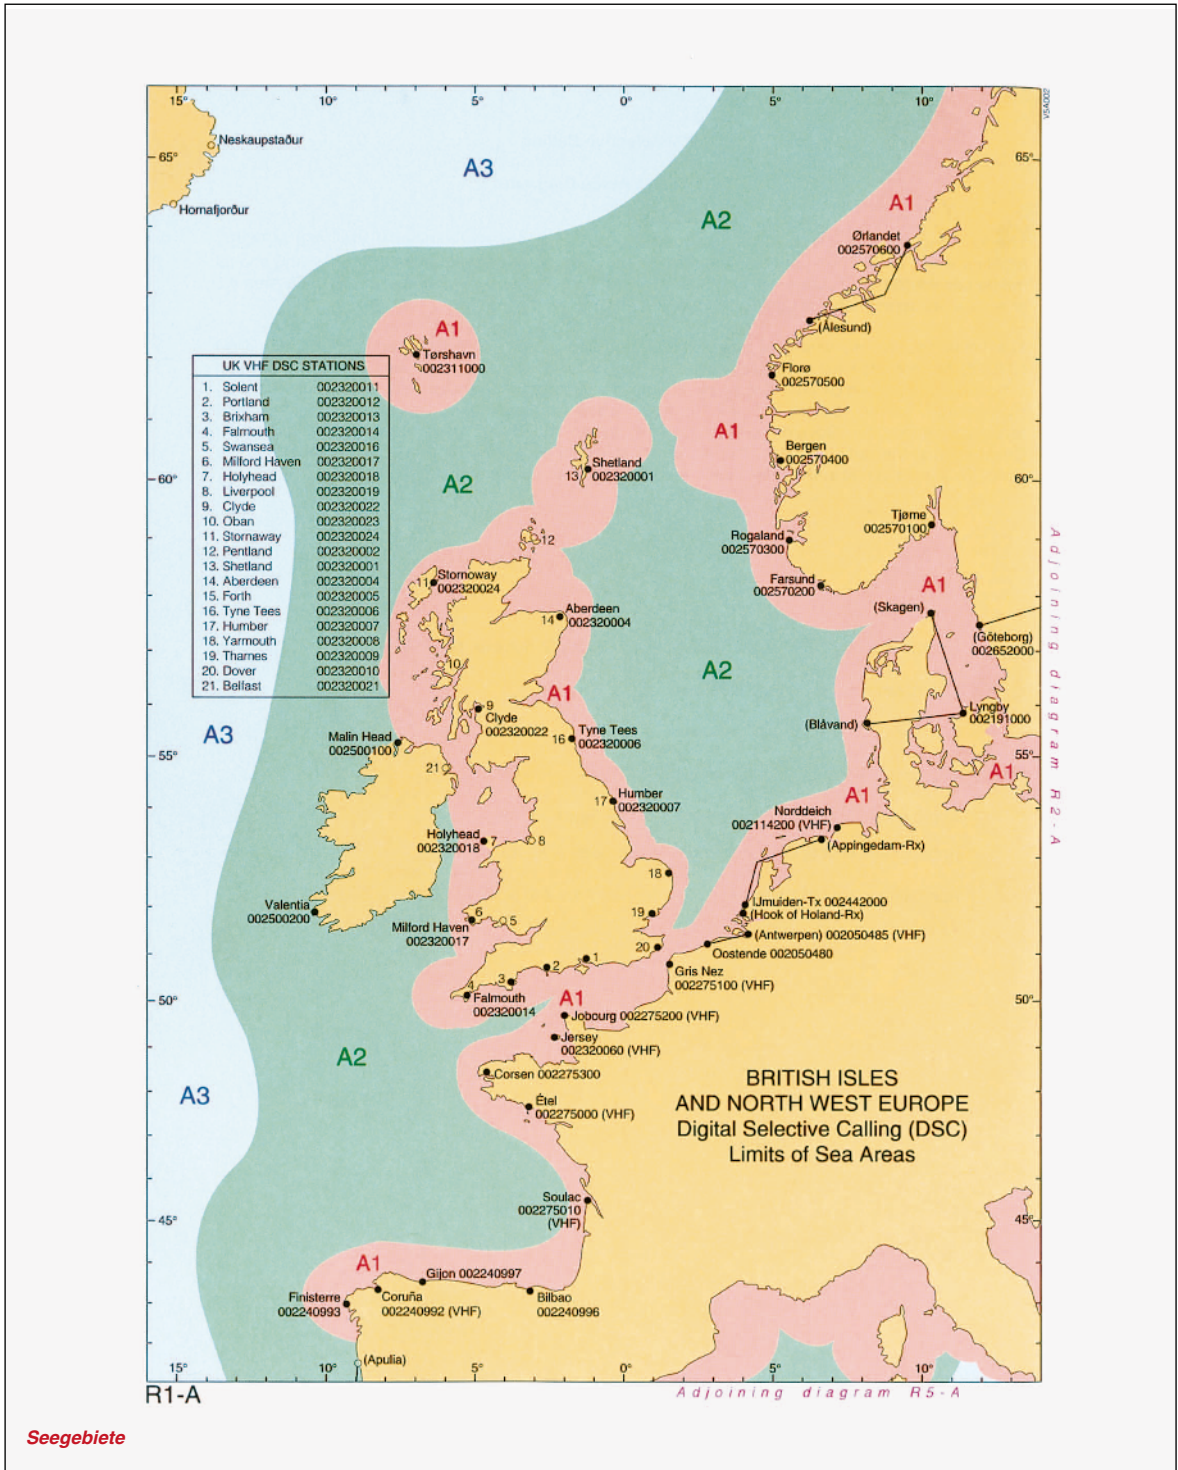 15° 10° 5° 0° 5° 10°
V5A002
Neskaupstaður
65° 65°
A3
Hornafjorður
A1
A2
Ørlandet
002570600
(Ålesund)
A1
Tørshavn
002311000
UK VHF DSC STATIONS
1. Solent 002320011
2. Portland 002320012
3. Brixham 002320013
4. Falmouth 002320014
5. Swansea 002320016
6. Milford Haven 002320017
7. Holyhead 002320018
8. Liverpool 002320019
9. Clyde 002320022
10. Oban 002320023
11. Stornaway 002320024
12. Pentland 002320002
13. Shetland 002320001
14. Aberdeen 002320004
15. Forth 002320005
16. Tyne Tees 002320006
17. Humber 002320007
18. Yarmouth 002320008
19. Thames 002320009
20. Dover 002320010
21. Belfast 002320021
Florø
002570500
A1
Bergen
002570400
Shetland
13 002320001
60° 60°
A2
Tjøme
002570100
12
Rogaland
002570300
Farsund
002570200
A1
Stornoway
11 002320024
(Skagen)
Aberdeen
14 002320004
(Göteborg)
002652000
10
A2
A1
9
Clyde
002320022
Lyngby
002191000
(Blåvand)
Tyne Tees
16 002320006
A3
Malin Head
002500100
55° 55°
21
A1
A1
Humber
17 002320007
Norddeich
002114200 (VHF)
(Appingedam-Rx)
Holyhead 7
002320018
8
18
IJmuiden-Tx 002442000
(Hook of Holand-Rx)
Valentia
002500200
6
5
Milford Haven
002320017
19
(Antwerpen) 002050485 (VHF)
20
Oostende 002050480
1
2
3
4
Gris Nez
002275100 (VHF)
50° 50°
Falmouth
002320014
A1
Jobourg 002275200 (VHF)
Jersey
002320060 (VHF)
A2
Corsen 002275300
A3
Étel
002275000 (VHF)
BRITISH ISLES
AND NORTH WEST EUROPE
Digital Selective Calling (DSC)
Limits of Sea Areas
Soulac
002275010
(VHF)
45° 45°
A1
Gijon 002240997
Finisterre
002240993
Coruña
002240992 (VHF)
Bilbao
002240996
(Apulia)
15° 10° 5° 0° 5° 10°
Adjoining diagram R2-A
R1-A
Adjoining diagram R5-A
Seegebiete